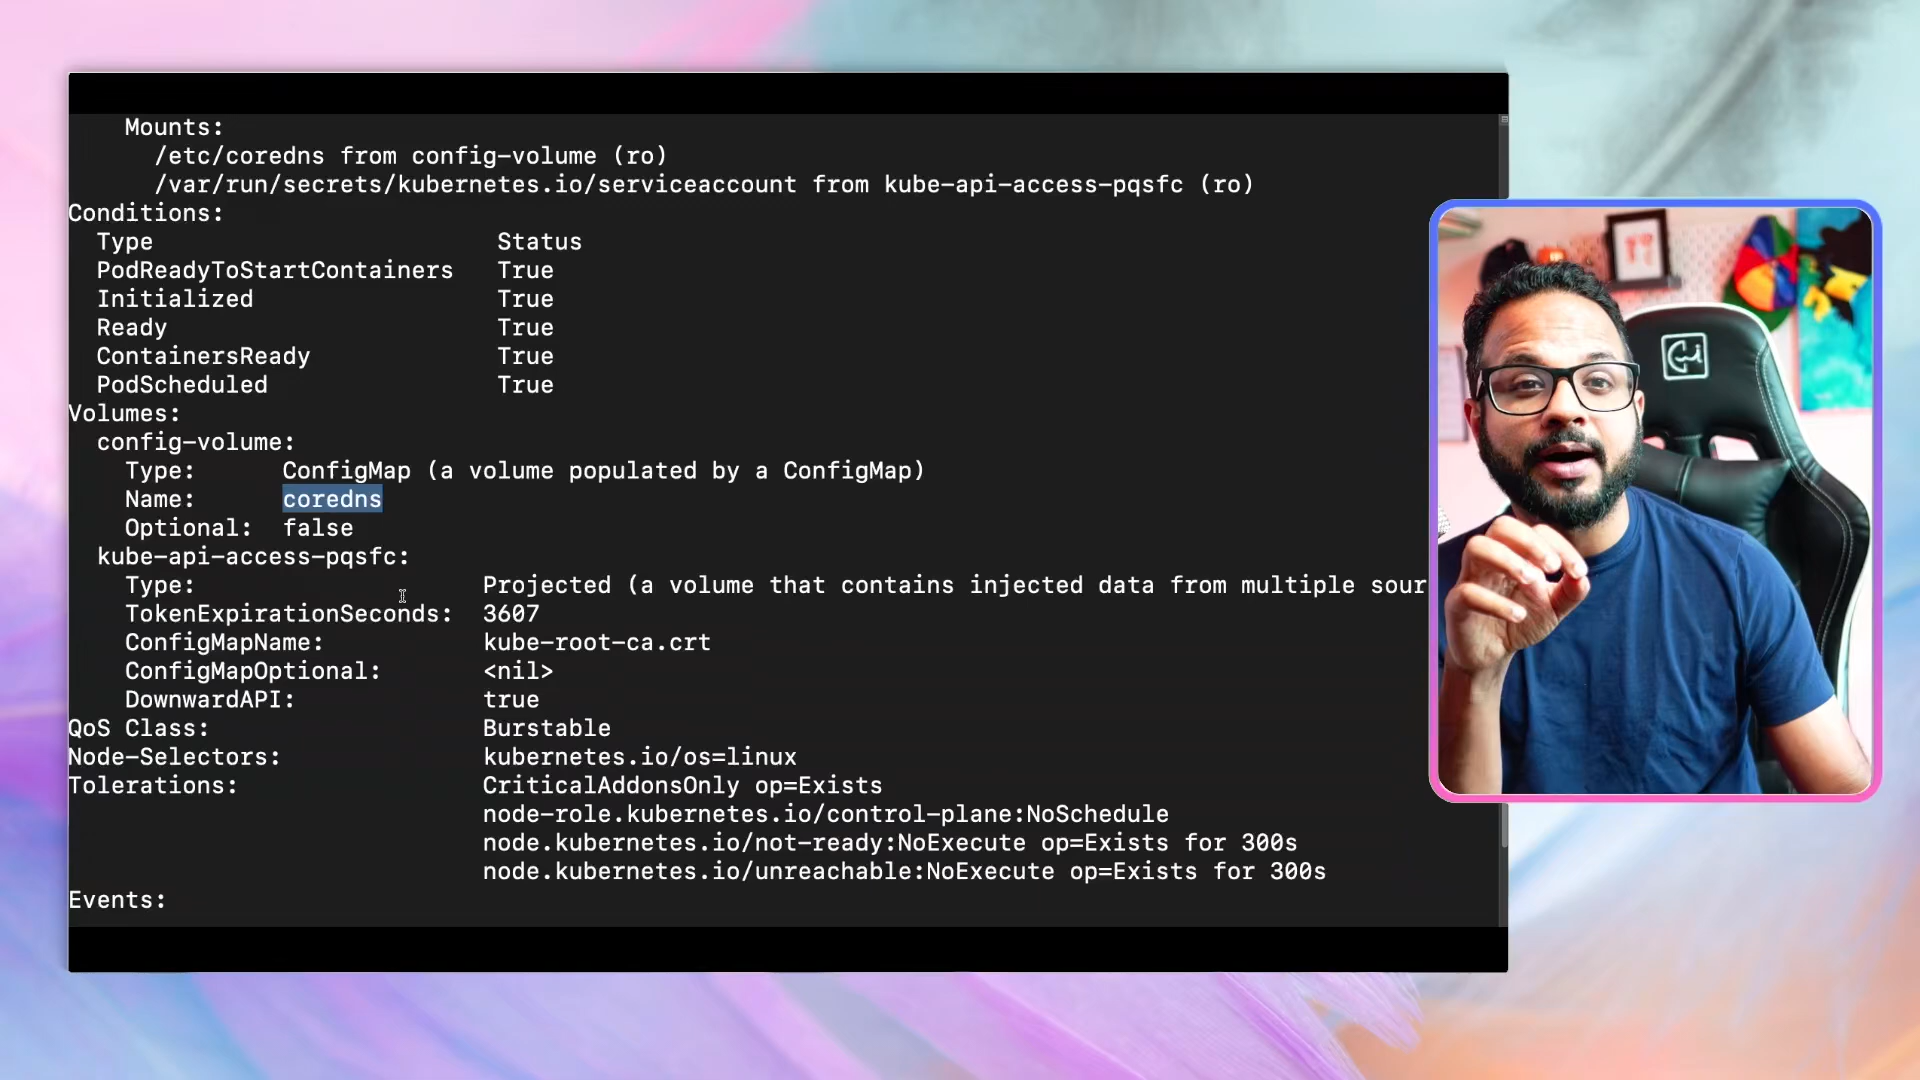 Mounts:
/etc/coredns from config-volume (ro)
/var/run/secrets/kubernetes.io/serviceaccount from kube-api-access-pqsfc (ro)
Conditions:
Type Status
PodReadyToStartContainers True
Initialized True
Ready True
ContainersReady True
PodScheduled True
Volumes:
config-volume:
Type: ConfigMap (a volume populated by a ConfigMap)
Name: coredns
Optional: false
kube-api-access-pqsfc:
Type: Projected (a volume that contains injected data from multiple sour
TokenExpirationSeconds: 3607
ConfigMapName: kube-root-ca.crt
ConfigMapOptional: <nil>
DownwardAPI: true
QoS Class: Burstable
Node-Selectors: kubernetes.io/os=linux
Tolerations: CriticalAddonsOnly op=Exists
node-role.kubernetes.io/control-plane:NoSchedule
node.kubernetes.io/not-ready:NoExecute op=Exists for 300s
node.kubernetes.io/unreachable:NoExecute op=Exists for 300s
Events: